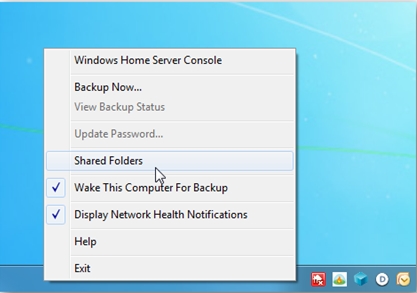 Windows Home Server Console
Backup Now...
View Backup Status
Update Password...
Shared Folders
Wake This Computer For Backup
Display Network Health Notifications
Help
Exit
D